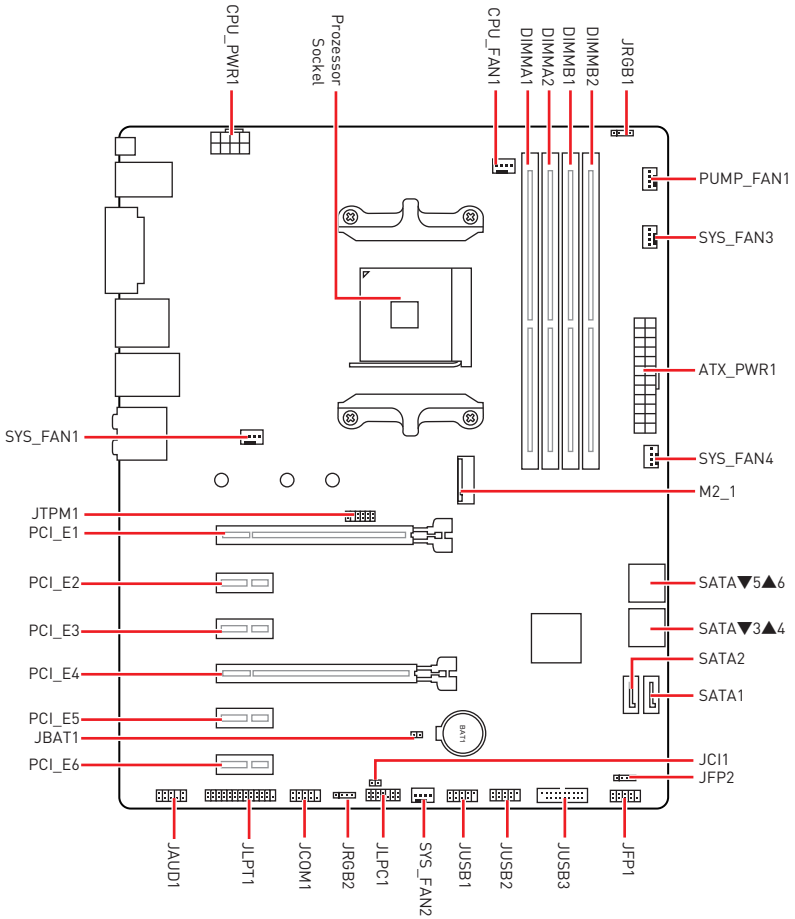 CPU_PWR1
Prozessor
Sockel
CPU_FAN1
DIMMA1
DIMMA2
DIMMB1
DIMMB2
JRGB1
PUMP_FAN1
SYS_FAN3
ATX_PWR1
SYS_FAN1
SYS_FAN4
M2_1
JTPM1
PCI_E1
PCI_E2
SATA▼5▲6
PCI_E3
SATA▼3▲4
PCI_E4
SATA2
SATA1
PCI_E5
JBAT1
BAT1
PCI_E6
JCI1
JFP2
JAUD1
JLPT1
JCOM1
JRGB2
JLPC1
SYS_FAN2
JUSB1
JUSB2
JUSB3
JFP1